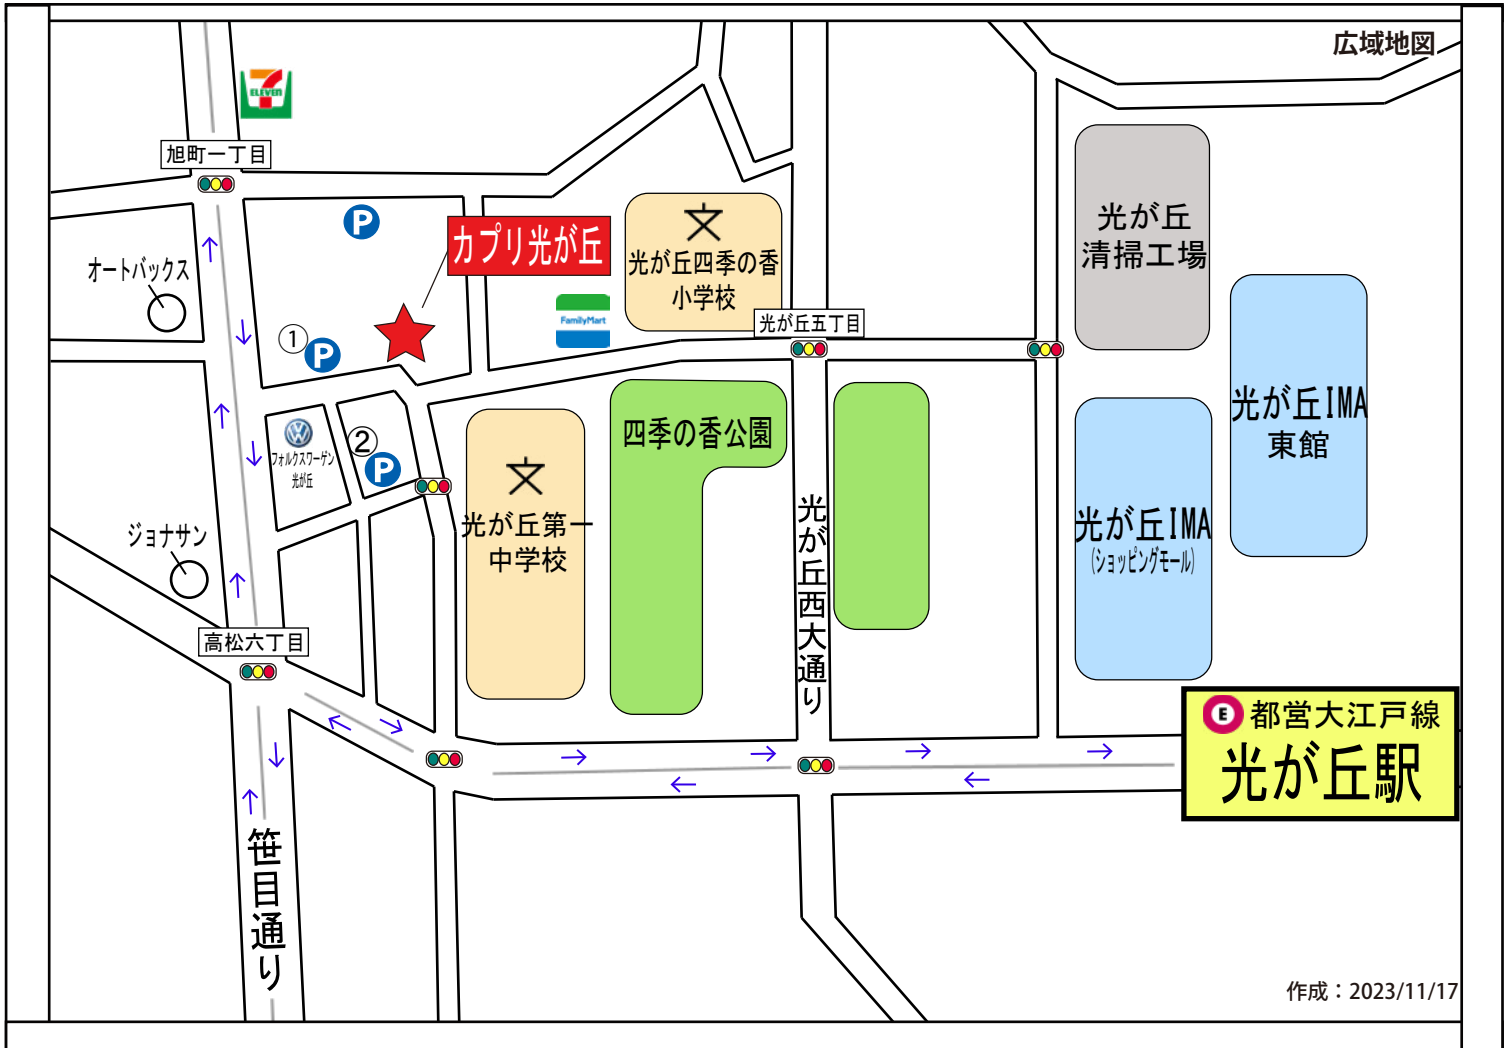 広域地図
7
ELEVEN
旭町一丁目
P
カプリ光が丘
文
光が丘四季の香
小学校
光が丘
清掃工場
オートバックス
FamilyMart
光が丘五丁目
①
P
光が丘IMA
東館
四季の香公園
フォルクスワーゲン
光が丘
②
P
文
光が丘第一
中学校
光が丘西大通り
光が丘IMA
(ショッピングモール)
ジョナサン
高松六丁目
E 都営大江戸線
光が丘駅
笹目通り
作成：2023/11/17